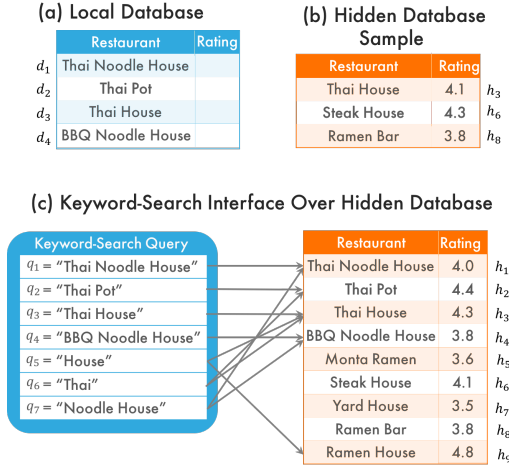 (a) Local Database
Restaurant Rating
d1 Thai Noodle House
d2 Thai Pot
d3 Thai House
d4 BBQ Noodle House
(b) Hidden Database
Sample
Restaurant Rating
Thai House 4.1 h3
Steak House 4.3 h6
Ramen Bar 3.8 h8
(c) Keyword-Search Interface Over Hidden Database
Keyword-Search Query
q1 = “Thai Noodle House”
q2 = “Thai Pot”
q3 = “Thai House”
q4 = “BBQ Noodle House”
q5 = “House”
q6 = “Thai”
q7 = “Noodle House”
Restaurant Rating
Thai Noodle House 4.0 h1
Thai Pot 4.4 h2
Thai House 4.3 h3
BBQ Noodle House 3.8 h4
Monta Ramen 3.6 h5
Steak House 4.1 h6
Yard House 3.5 h7
Ramen Bar 3.8 h8
Ramen House 4.8 h9